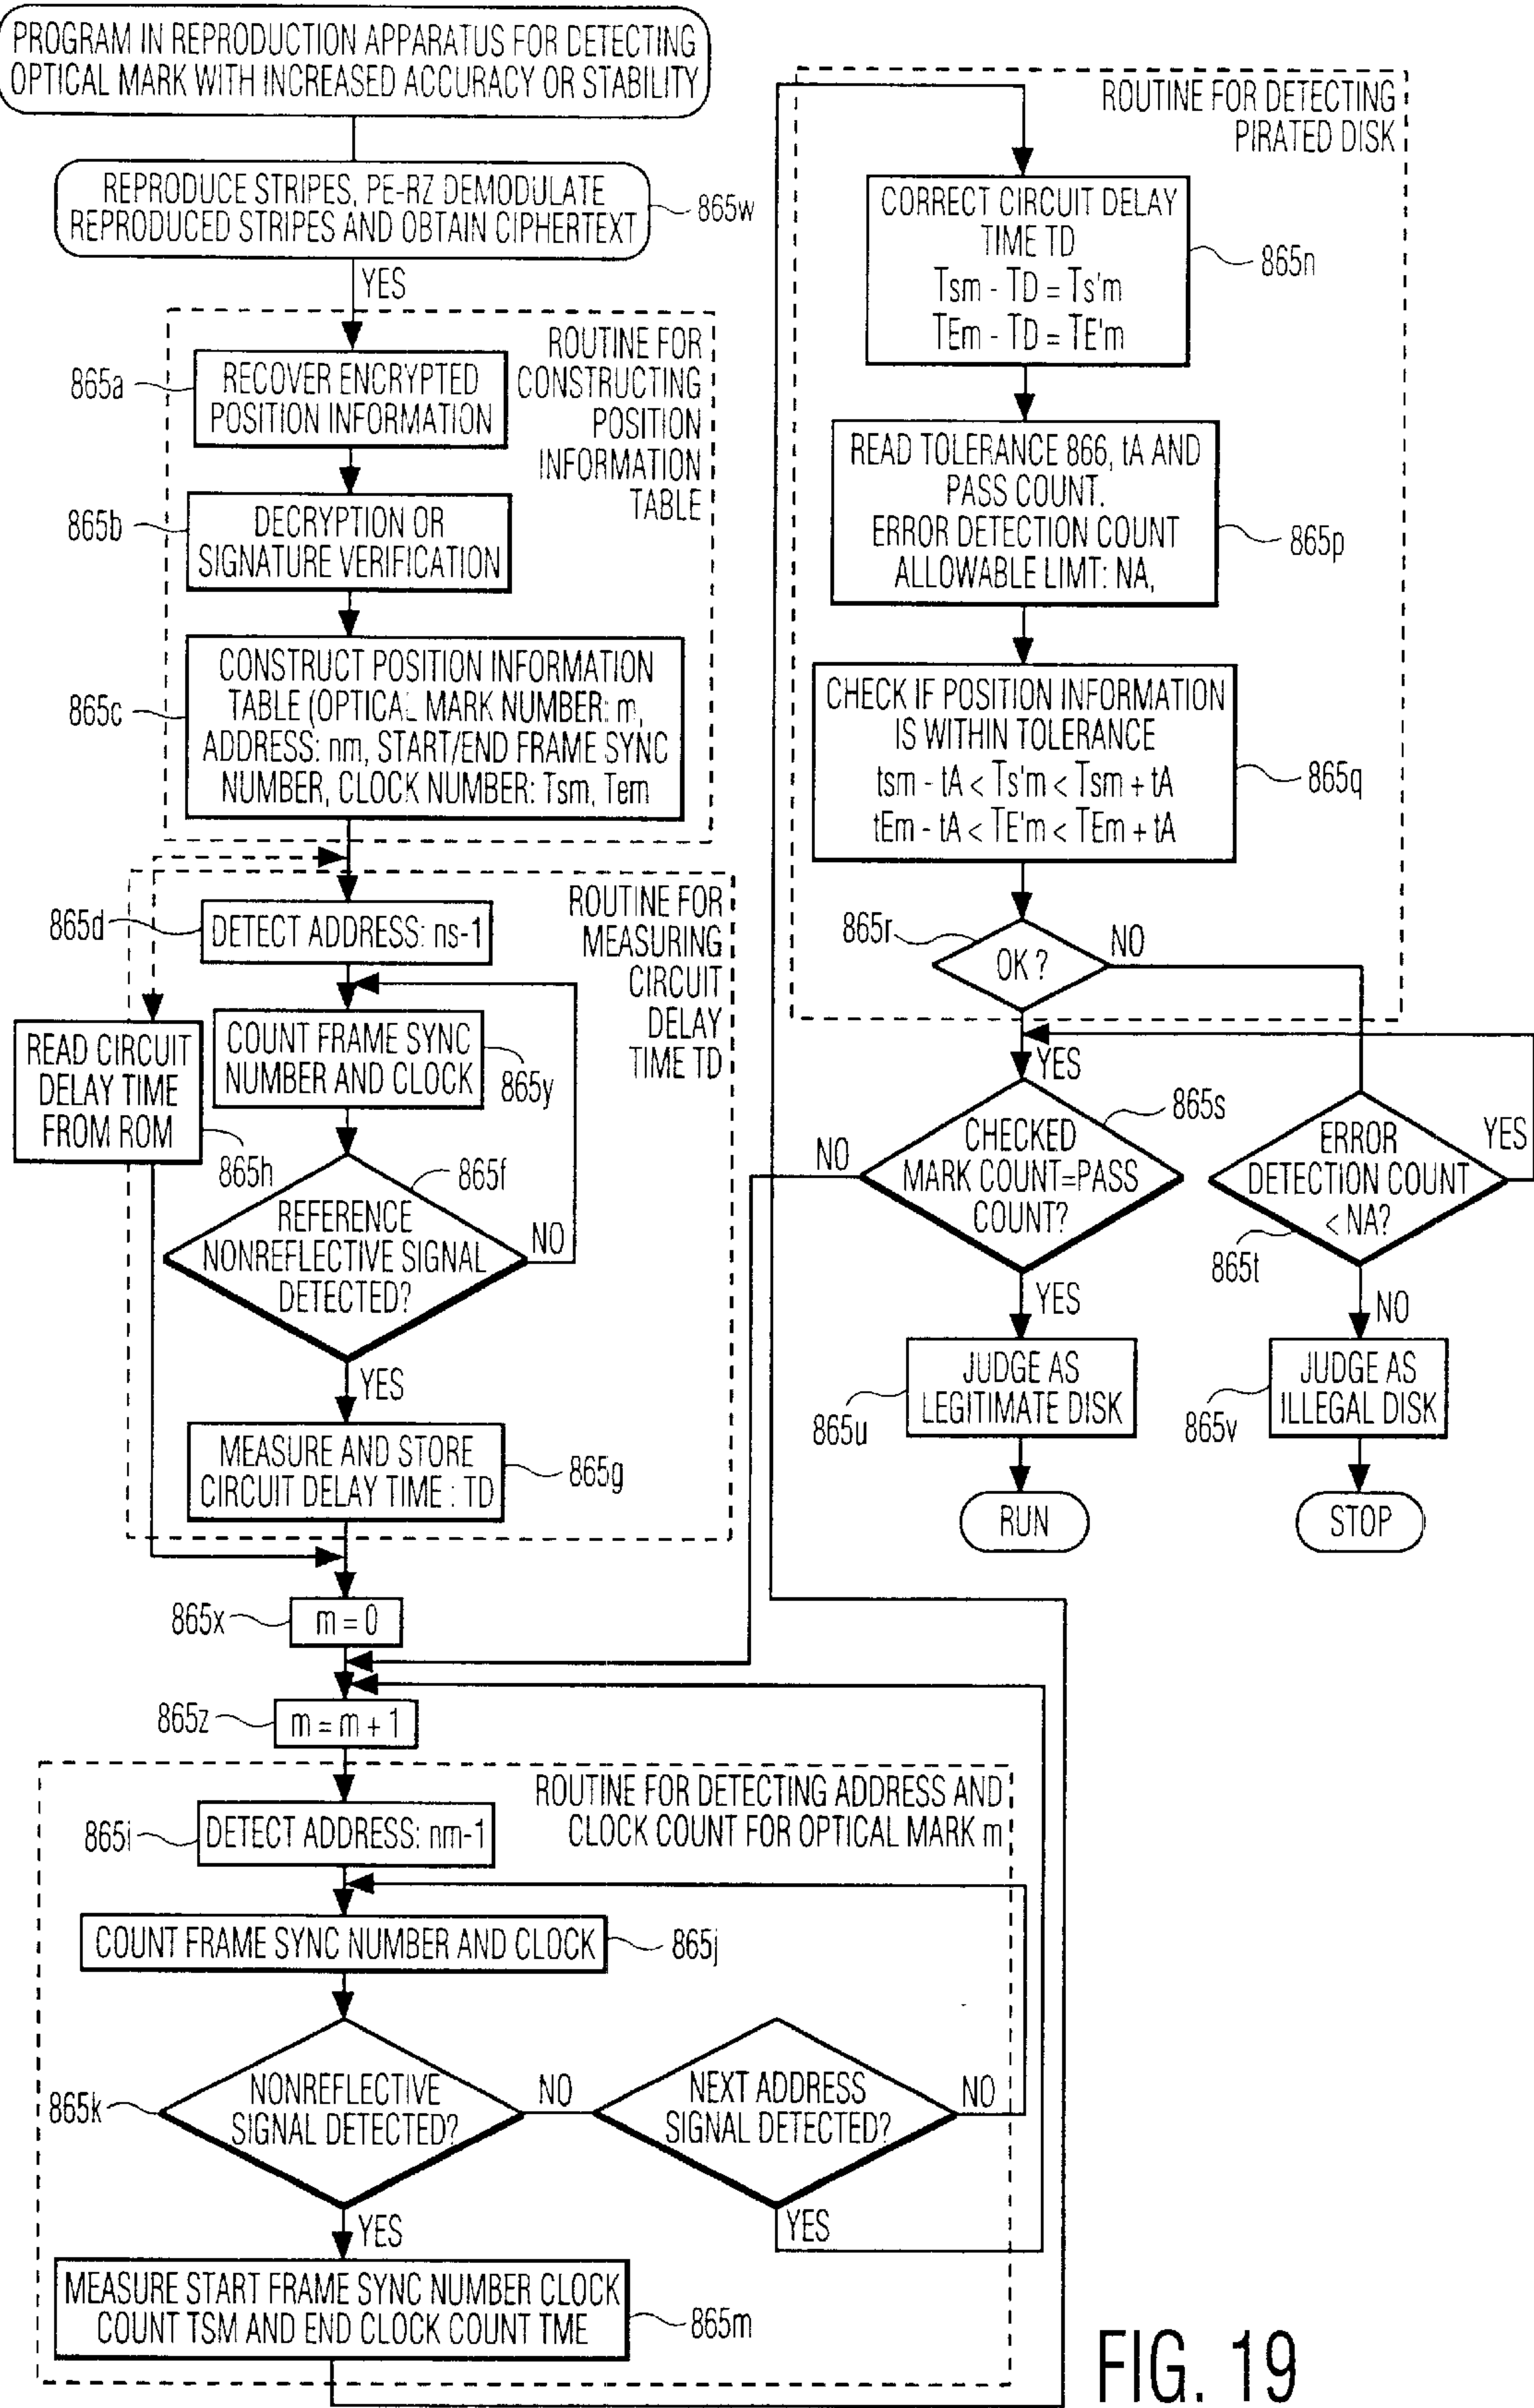 PROGRAM IN REPRODUCTION APPARATUS FOR DETECTING
OPTICAL MARK WITH INCREASED ACCURACY OR STABILITY
REPRODUCE STRIPES, PE-RZ DEMODULATE
REPRODUCED STRIPES AND OBTAIN CIPHERTEXT
865w
YES
ROUTINE FOR
CONSTRUCTING
POSITION
INFORMATION
TABLE
865a
RECOVER ENCRYPTED
POSITION INFORMATION
865b
DECRYPTION OR
SIGNATURE VERIFICATION
865c
CONSTRUCT POSITION INFORMATION
TABLE (OPTICAL MARK NUMBER: m,
ADDRESS: nm, START/END FRAME SYNC
NUMBER, CLOCK NUMBER: Tsm, Tem
ROUTINE FOR
MEASURING
CIRCUIT
DELAY
TIME TD
865d
DETECT ADDRESS: ns-1
COUNT FRAME SYNC
NUMBER AND CLOCK
865y
READ CIRCUIT
DELAY TIME
FROM ROM
865h
865f
REFERENCE
NONREFLECTIVE SIGNAL
DETECTED?
NO
YES
MEASURE AND STORE
CIRCUIT DELAY TIME : TD
865g
865x
m = 0
865z
m = m + 1
ROUTINE FOR DETECTING ADDRESS AND
CLOCK COUNT FOR OPTICAL MARK m
865i
DETECT ADDRESS: nm-1
COUNT FRAME SYNC NUMBER AND CLOCK
865j
865k
NONREFLECTIVE
SIGNAL DETECTED?
NO
NEXT ADDRESS
SIGNAL DETECTED?
NO
YES
YES
MEASURE START FRAME SYNC NUMBER CLOCK
COUNT TSM AND END CLOCK COUNT TME
865m
ROUTINE FOR DETECTING
PIRATED DISK
CORRECT CIRCUIT DELAY
TIME TD
Tsm - TD = Ts'm
TEm - TD = TE'm
865n
READ TOLERANCE 866, tA AND
PASS COUNT.
ERROR DETECTION COUNT
ALLOWABLE LIMT: NA,
865p
CHECK IF POSITION INFORMATION
IS WITHIN TOLERANCE
tsm - tA < Ts'm < Tsm + tA
tEm - tA < TE'm < TEm + tA
865q
865r
OK ?
NO
YES
865s
CHECKED
MARK COUNT=PASS
COUNT?
NO
YES
ERROR
DETECTION COUNT
< NA?
YES
865t
NO
JUDGE AS
LEGITIMATE DISK
865u
JUDGE AS
ILLEGAL DISK
865v
RUN
STOP
FIG. 19